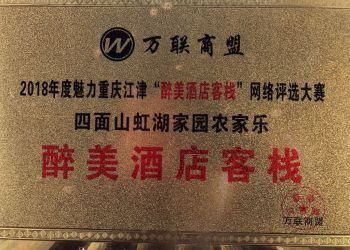 W 万联商盟
2018年度魅力重庆江津“醉美酒店客栈”网络评选大赛
四面山虹湖家园农家乐
醉美酒店客栈
万联商盟